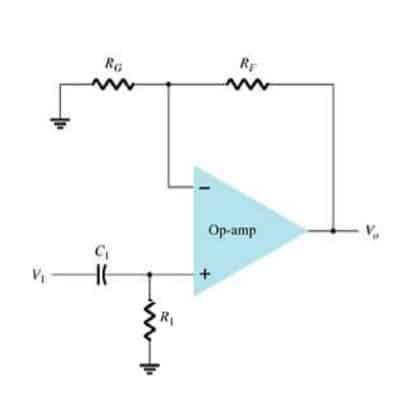 R_G R_F
−
Op-amp V_o
C_1
V_1 +
R_1